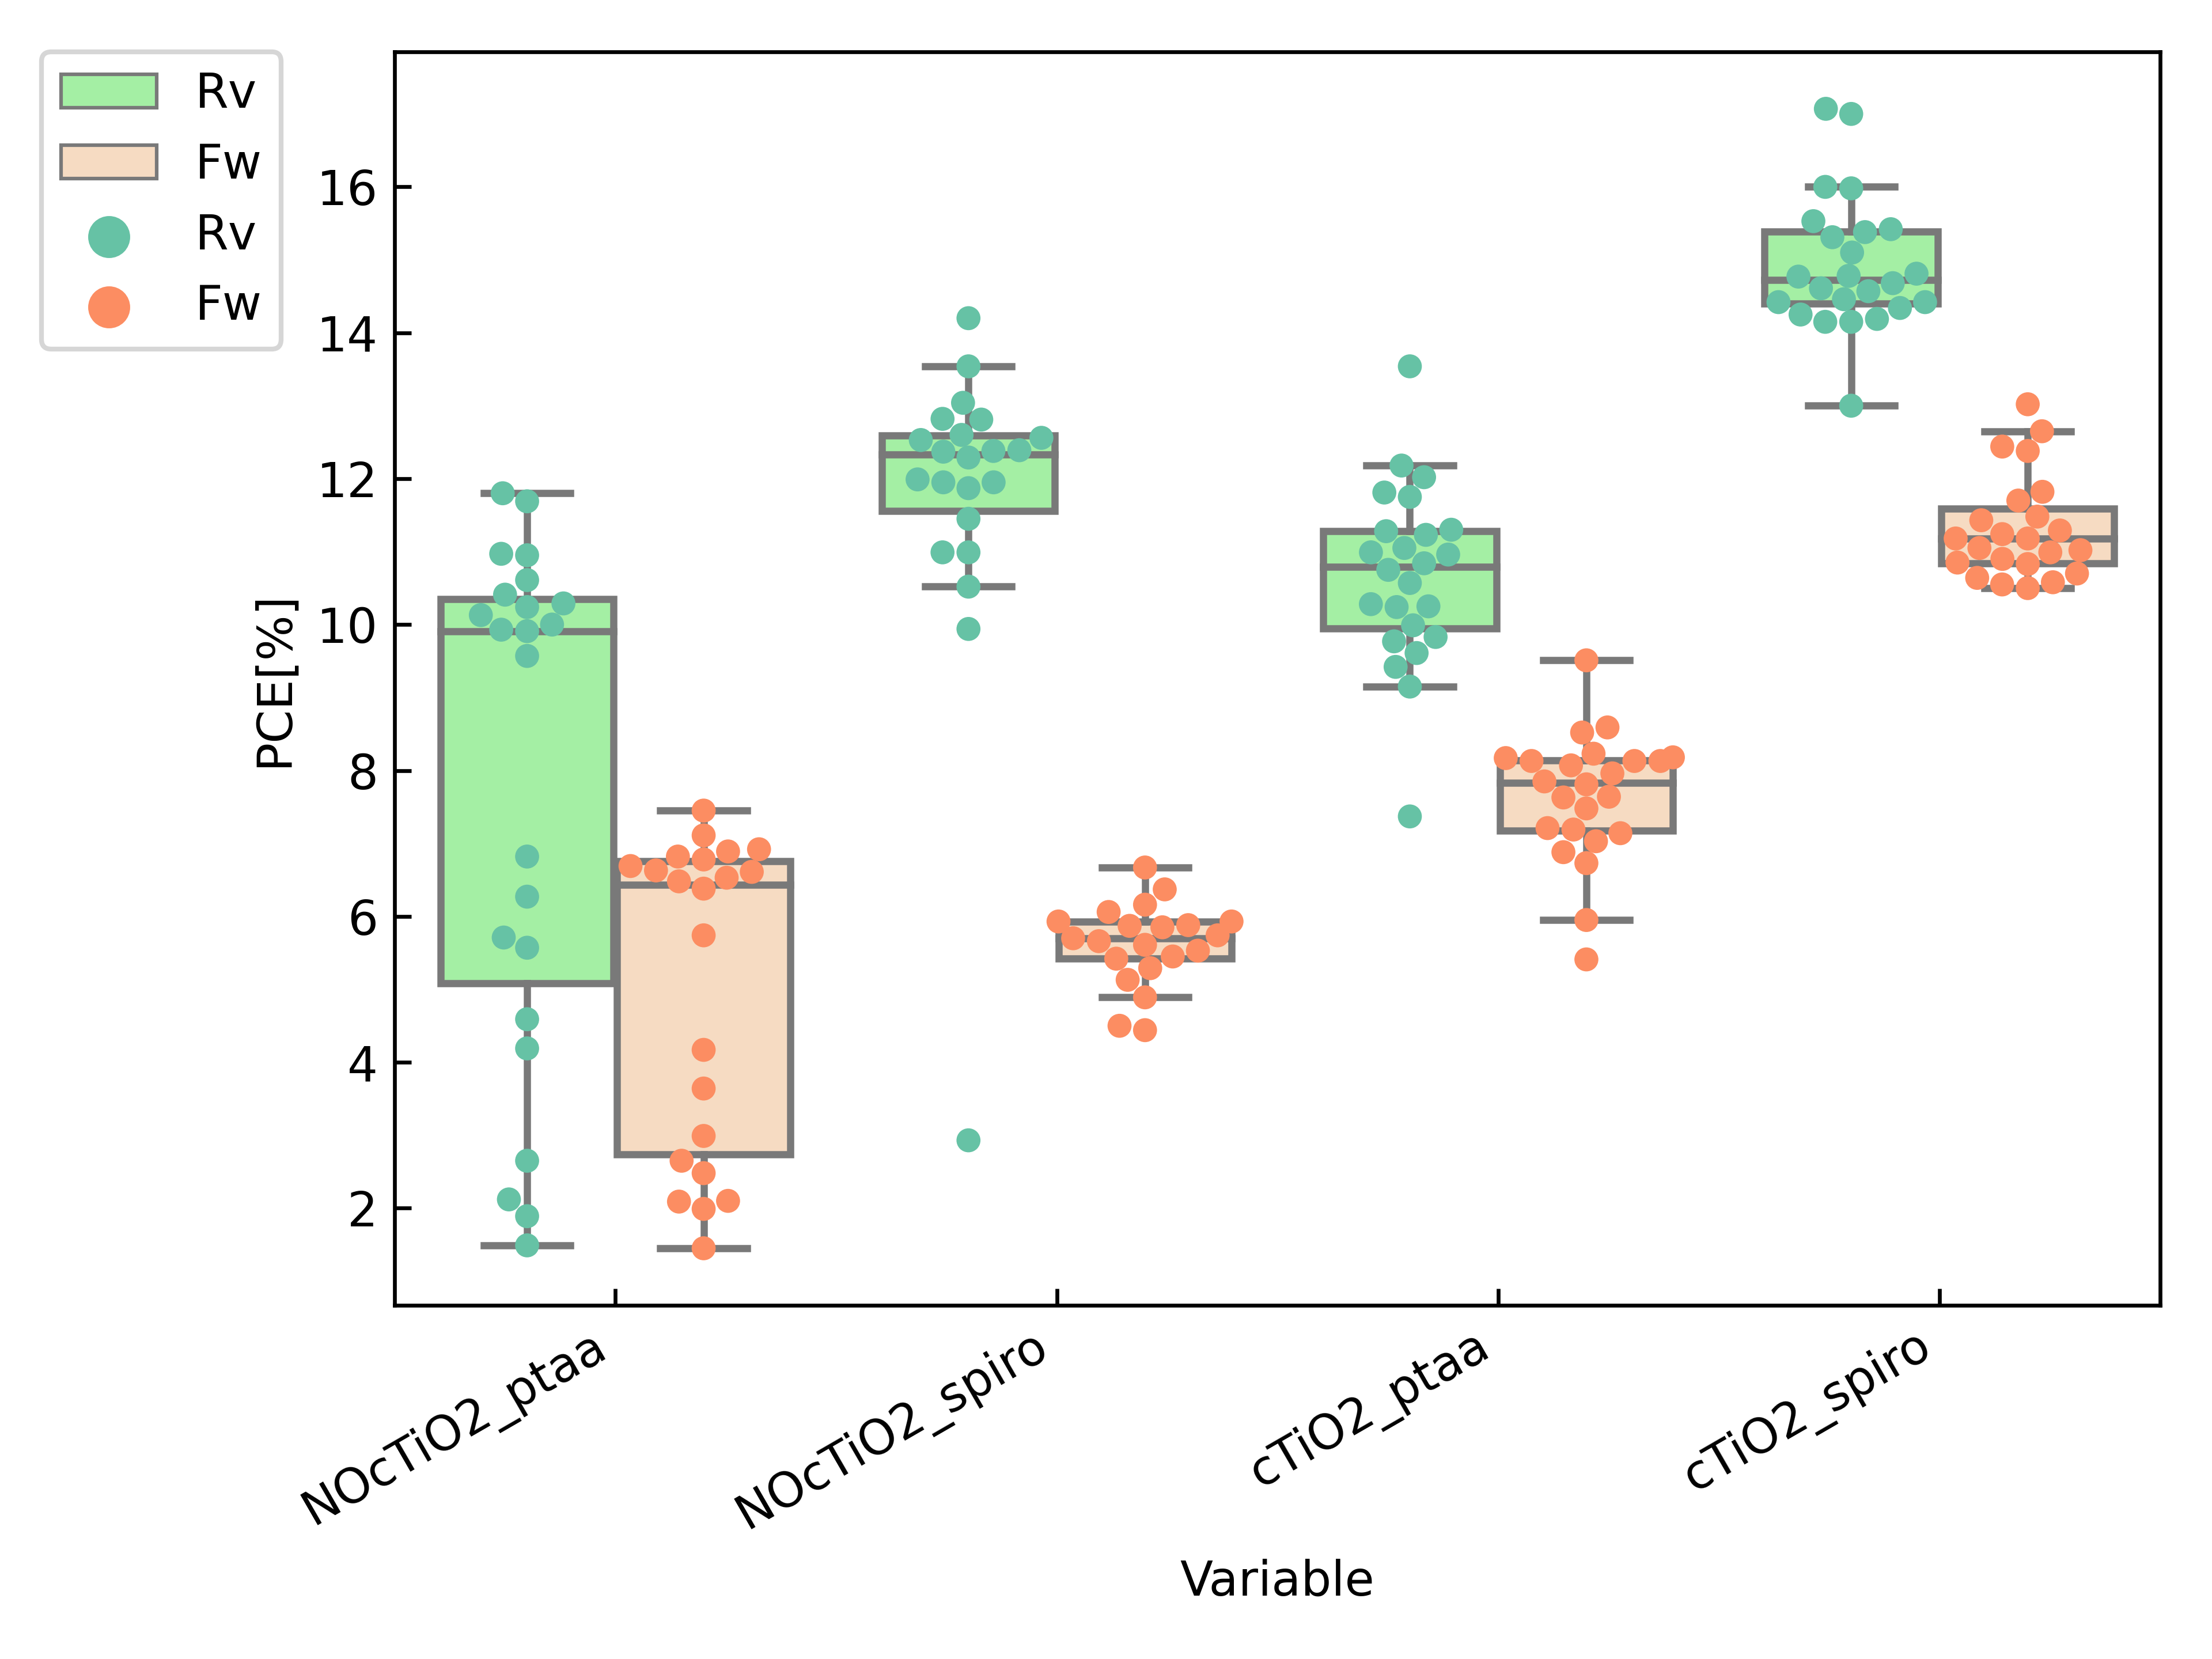 Rv
Fw
Rv
Fw
16
14
12
10
8
6
4
2
PCE[%]
NOcTiO2_ptaa
NOcTiO2_spiro
cTiO2_ptaa
cTiO2_spiro
Variable